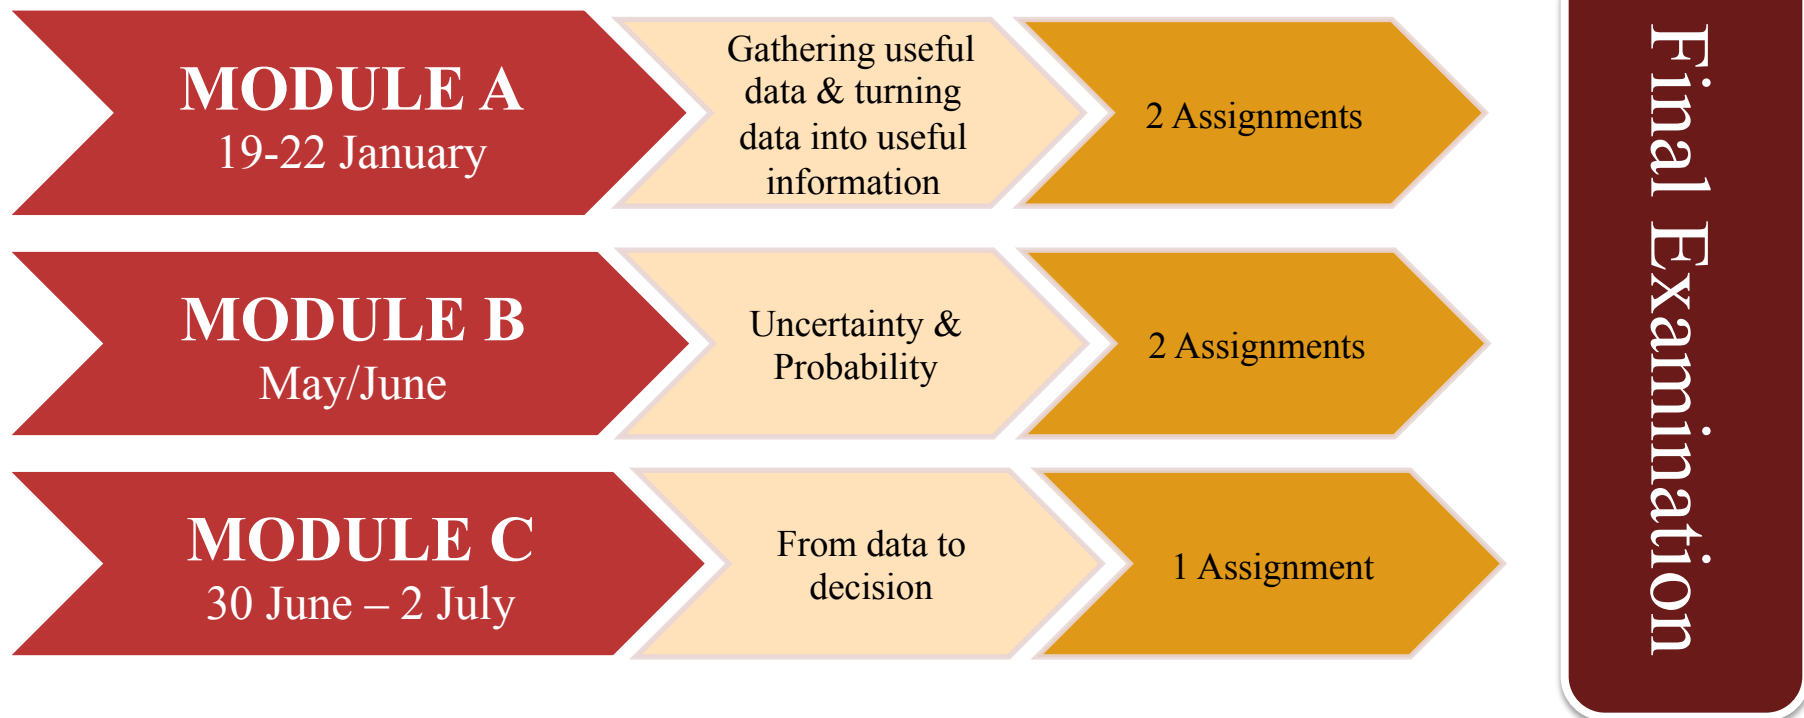 MODULE A
19-22 January
Gathering useful
data & turning
data into useful
information
2 Assignments
MODULE B
May/June
Uncertainty &
Probability
2 Assignments
MODULE C
30 June – 2 July
From data to
decision
1 Assignment
Final Examination